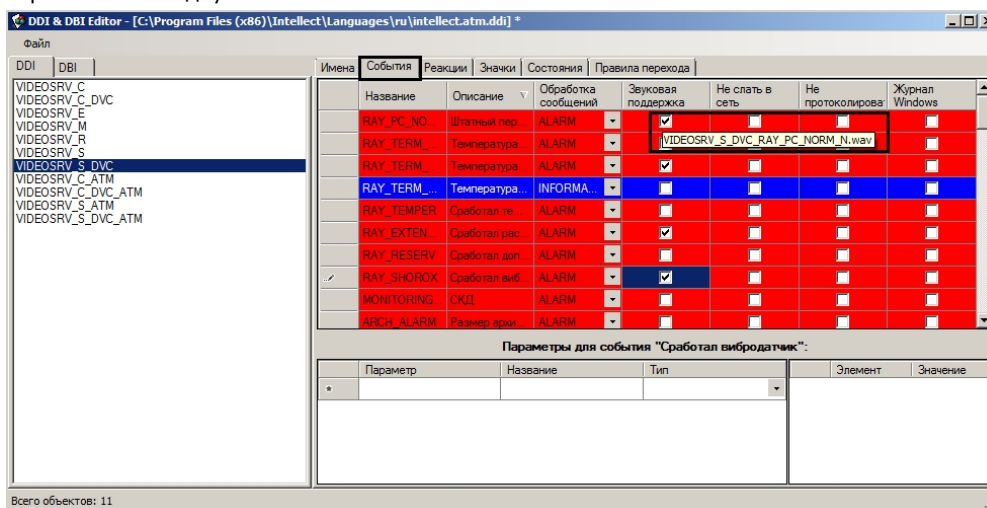 DDI & DBI Editor - [C:\Program Files (x86)\Intellect\Languages\ru\intellect.atm.ddi] *
Файл
DDI DBI
Имена События Реакции Значки Состояния Правила перехода
VIDEOSRV_C
VIDEOSRV_C_DVC
VIDEOSRV_E
VIDEOSRV_M
VIDEOSRV_R
VIDEOSRV_S
VIDEOSRV_S_DVC
VIDEOSRV_C_ATM
VIDEOSRV_C_DVC_ATM
VIDEOSRV_S_ATM
VIDEOSRV_S_DVC_ATM
Название Описание Обработка сообщений Звуковая поддержка Не слать в сеть Не протоколирова Журнал Windows
RAY_PC_NO... Штатный пер... ALARM
VIDEOSRV_S_DVC_RAY_PC_NORM_N.wav
RAY_TERM_... Температура... ALARM
RAY_TERM_... Температура... ALARM
RAY_TERM_... Температура... INFORMA...
RAY_TEMPER Сработал те... ALARM
RAY_EXTEN... Сработал рас... ALARM
RAY_RESERV Сработал доп... ALARM
RAY_SHOROX Сработал виб... ALARM
MONITORING... СКД ALARM
ARCH_ALARM Размер архи... ALARM
Параметры для события "Сработал вибродатчик":
Параметр Название Тип Элемент Значение
*
Всего объектов: 11